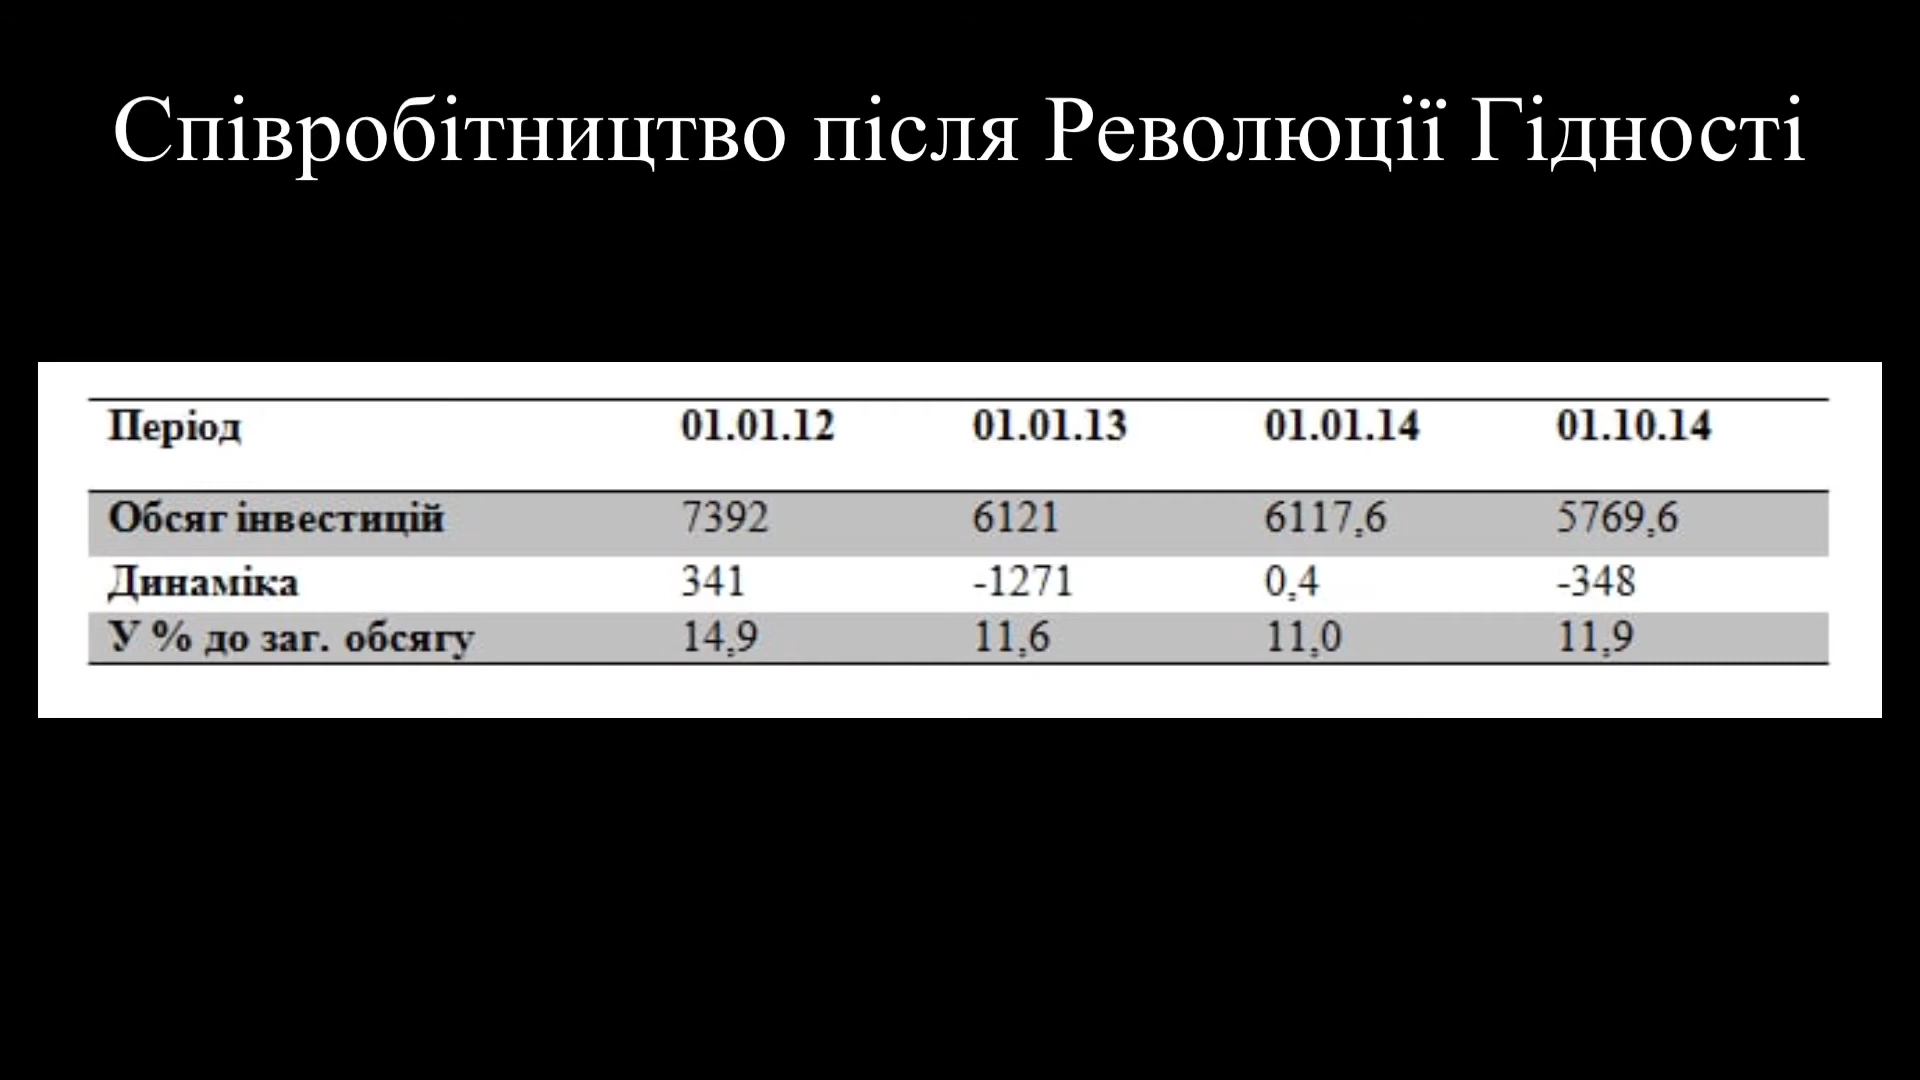 Співробітництво після Революції Гідності
Період 01.01.12 01.01.13 01.01.14 01.10.14
Обсяг інвестицій 7392 6121 6117,6 5769,6
Динаміка 341 -1271 0,4 -348
У % до заг. обсягу 14,9 11,6 11,0 11,9